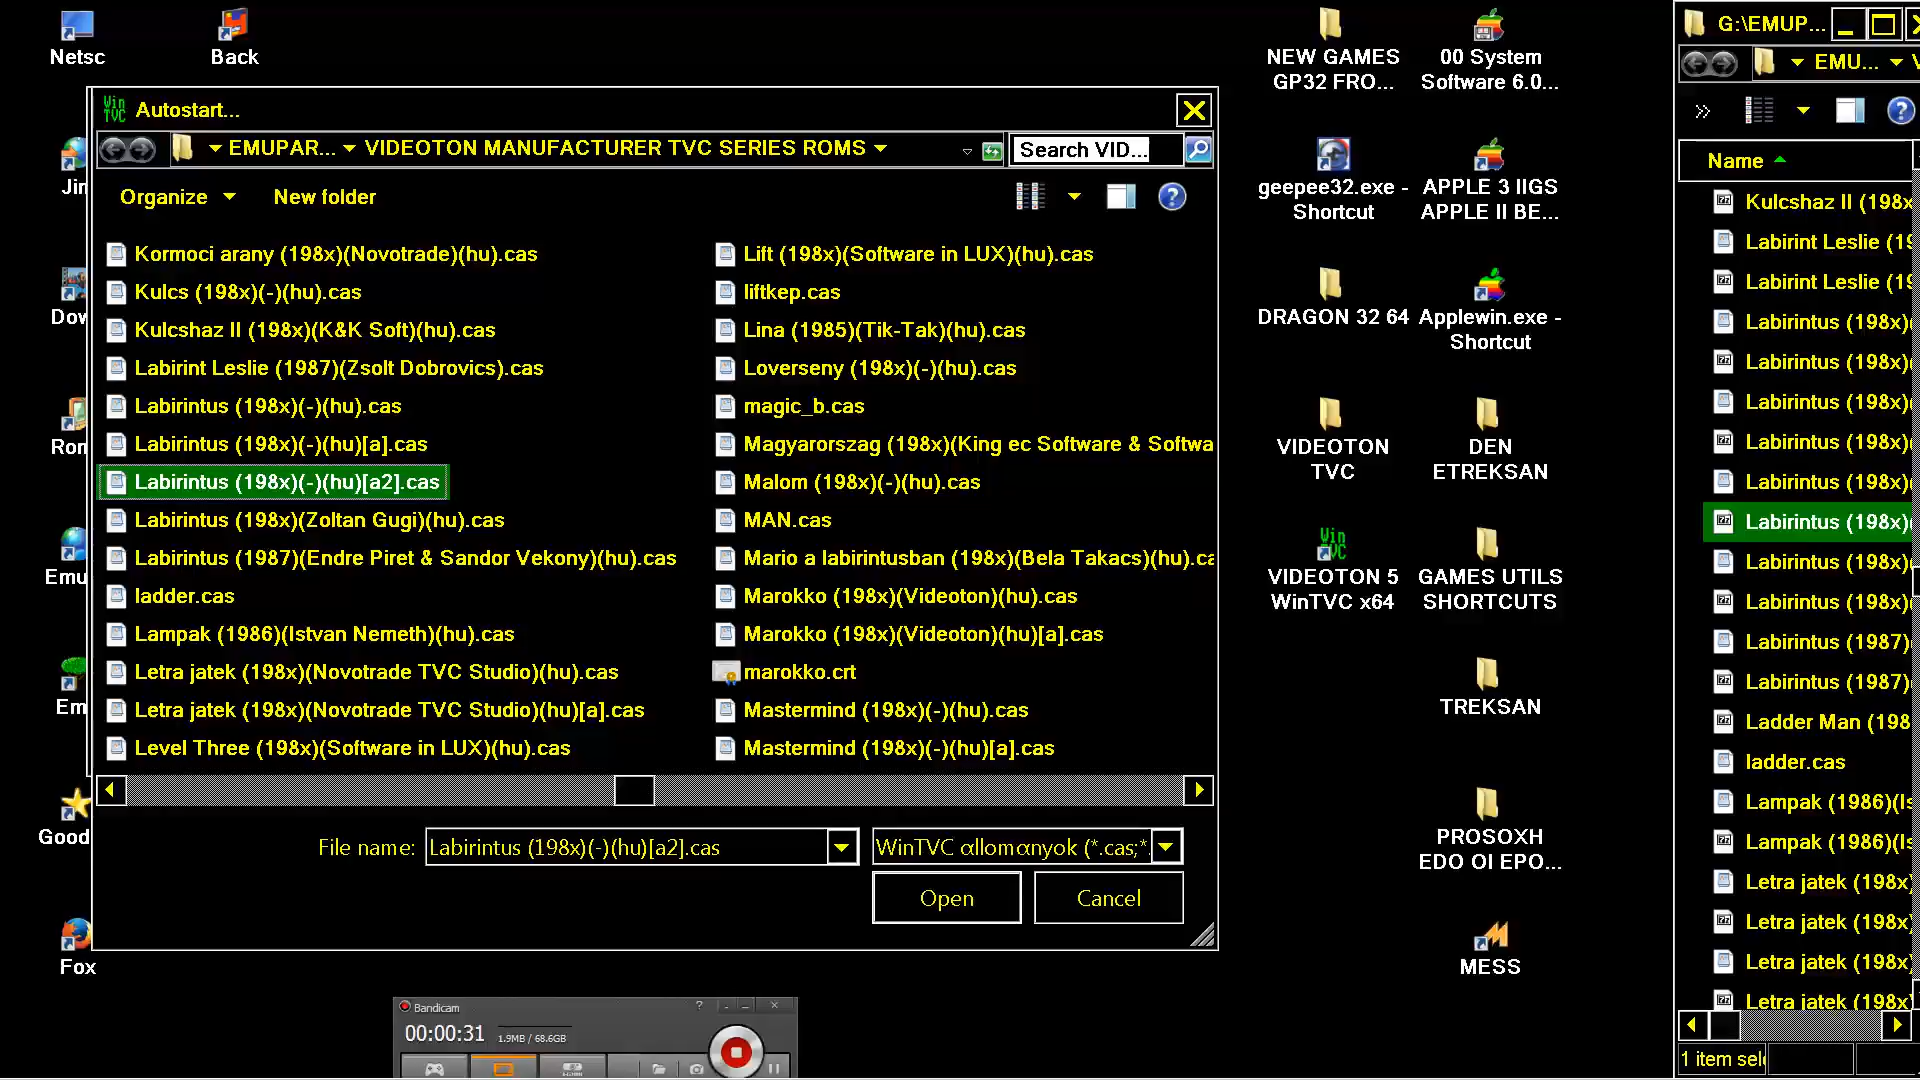 Netsc
Back
Jin
Dov
Ron
Emu
Em
Good
Fox
Win
TVC
Autostart...
EMUPAR...
VIDEOTON MANUFACTURER TVC SERIES ROMS
Search VID...
Organize
New folder
Kormoci arany (198x)(Novotrade)(hu).cas
Kulcs (198x)(-)(hu).cas
Kulcshaz II (198x)(K&K Soft)(hu).cas
Labirint Leslie (1987)(Zsolt Dobrovics).cas
Labirintus (198x)(-)(hu).cas
Labirintus (198x)(-)(hu)[a].cas
Labirintus (198x)(-)(hu)[a2].cas
Labirintus (198x)(Zoltan Gugi)(hu).cas
Labirintus (1987)(Endre Piret & Sandor Vekony)(hu).cas
ladder.cas
Lampak (1986)(Istvan Nemeth)(hu).cas
Letra jatek (198x)(Novotrade TVC Studio)(hu).cas
Letra jatek (198x)(Novotrade TVC Studio)(hu)[a].cas
Level Three (198x)(Software in LUX)(hu).cas
Lift (198x)(Software in LUX)(hu).cas
liftkep.cas
Lina (1985)(Tik-Tak)(hu).cas
Loverseny (198x)(-)(hu).cas
magic_b.cas
Magyarorszag (198x)(King ec Software & Softwa
Malom (198x)(-)(hu).cas
MAN.cas
Mario a labirintusban (198x)(Bela Takacs)(hu).ca
Marokko (198x)(Videoton)(hu).cas
Marokko (198x)(Videoton)(hu)[a].cas
marokko.crt
Mastermind (198x)(-)(hu).cas
Mastermind (198x)(-)(hu)[a].cas
File name:
Labirintus (198x)(-)(hu)[a2].cas
WinTVC αllomαnyok (*.cas;*.
Open
Cancel
Bandicam
00:00:31
1.9MB / 68.6GB
NEW GAMES
GP32 FRO...
00 System
Software 6.0...
geepee32.exe -
Shortcut
APPLE 3 IIGS
APPLE II BE...
DRAGON 32 64
Applewin.exe -
Shortcut
VIDEOTON
TVC
DEN
ETREKSAN
Win
TVC
VIDEOTON 5
WinTVC x64
GAMES UTILS
SHORTCUTS
TREKSAN
PROSOXH
EDO OI EPO...
MESS
G:\EMUP...
EMU...
Name
Kulcshaz II (198x
Labirint Leslie (19
Labirint Leslie (19
Labirintus (198x)
Labirintus (198x)
Labirintus (198x)
Labirintus (198x)
Labirintus (198x)
Labirintus (198x)
Labirintus (198x)
Labirintus (198x)
Labirintus (1987)
Labirintus (1987)
Ladder Man (198
ladder.cas
Lampak (1986)(Is
Lampak (1986)(Is
Letra jatek (198x
Letra jatek (198x
Letra jatek (198x
Letra jatek (198x
1 item sele